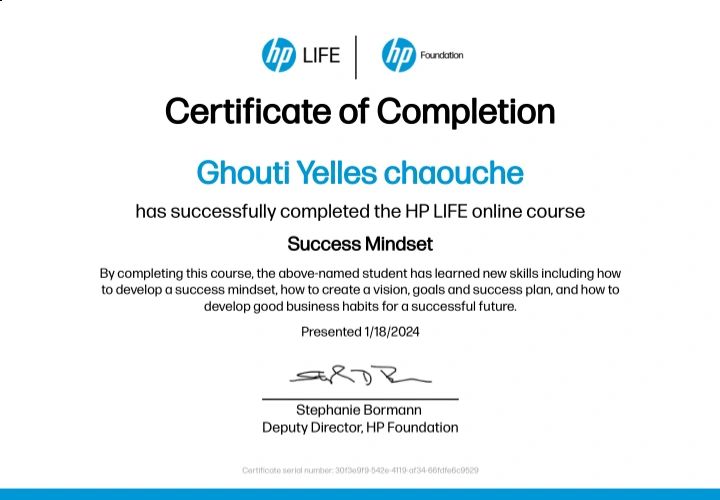 hp LIFE hp Foundation
Certificate of Completion
Ghouti Yelles chaouche
has successfully completed the HP LIFE online course
Success Mindset
By completing this course, the above-named student has learned new skills including how
to develop a success mindset, how to create a vision, goals and success plan, and how to
develop good business habits for a successful future.
Presented 1/18/2024
Stephanie Bormann
Deputy Director, HP Foundation
Certificate serial number: 30f3e9f9-542e-4119-af34-66fdfe6c9529